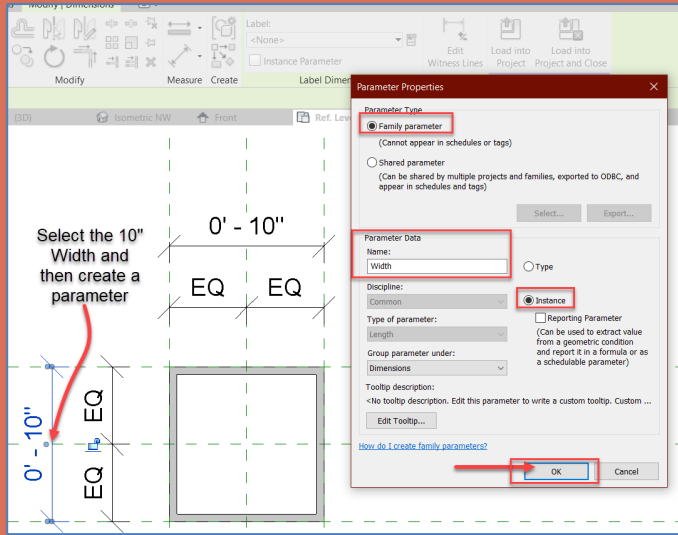 Modify | Dimensions
Label:
<None>
Instance Parameter
Edit
Witness Lines
Load into
Project
Load into
Project and Close
Modify
Measure
Create
Label Dimen
(3D)
Isometric NW
Front
Ref. Leve
0' - 10"
EQ
EQ
Select the 10"
Width and
then create a
parameter
0' - 10"
EQ
EQ
Parameter Properties
Parameter Type
Family parameter
(Cannot appear in schedules or tags)
Shared parameter
(Can be shared by multiple projects and families, exported to ODBC, and
appear in schedules and tags)
Select...
Export...
Parameter Data
Name:
Width
Type
Discipline:
Common
Instance
Type of parameter:
Length
Reporting Parameter
(Can be used to extract value
from a geometric condition
and report it in a formula or as
a schedulable parameter)
Group parameter under:
Dimensions
Tooltip description:
<No tooltip description. Edit this parameter to write a custom tooltip. Custom ...
Edit Tooltip...
How do I create family parameters?
OK
Cancel